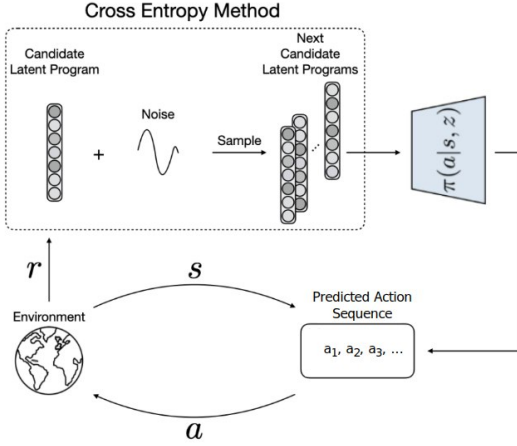 Cross Entropy Method
Candidate
Latent Program
+
Noise
Sample
Next
Candidate
Latent Programs
...
π(a|s, z)
r
s
Environment
Predicted Action
Sequence
a₁, a₂, a₃, ...
a